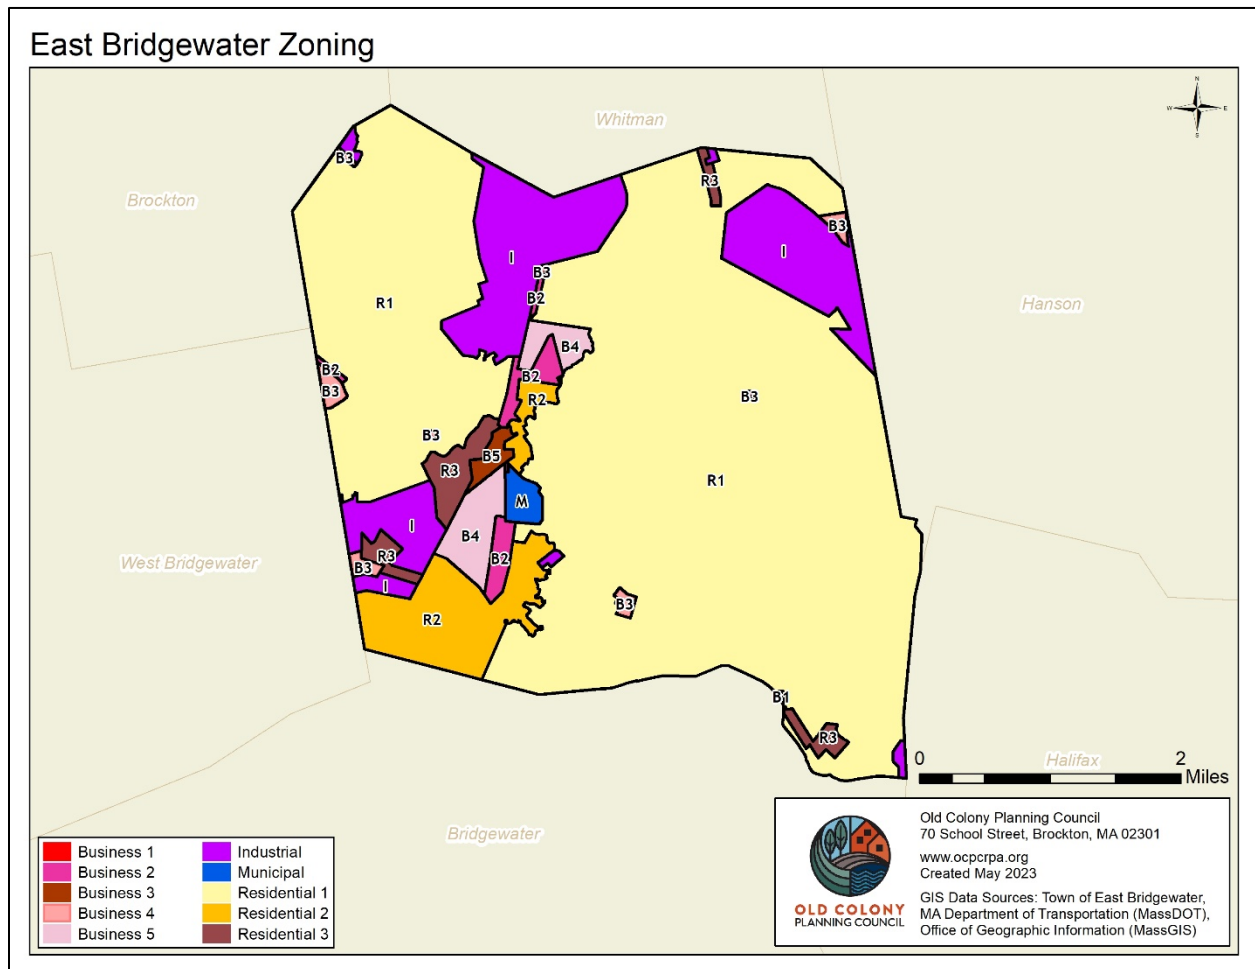 East Bridgewater Zoning
N
W E
S
Whitman
B3
R3
Brockton
B3
I
I
B3
R1
B3
B2
Hanson
B4
B2
B2
B3
R2
B3
B3
B5
R3
R1
M
I
B4
R3
B2
B3
West Bridgewater
I
B3
R2
B1
R3
0 2
Halifax
Miles
Bridgewater
Business 1
Business 2
Business 3
Business 4
Business 5
Industrial
Municipal
Residential 1
Residential 2
Residential 3
OLD COLONY
PLANNING COUNCIL
Old Colony Planning Council
70 School Street, Brockton, MA 02301
www.ocpcrpa.org
Created May 2023
GIS Data Sources: Town of East Bridgewater,
MA Department of Transportation (MassDOT),
Office of Geographic Information (MassGIS)